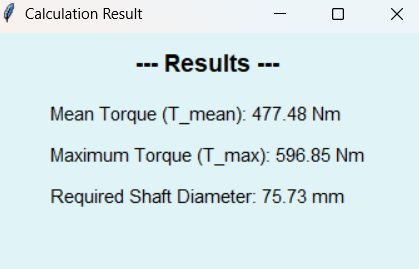 Calculation Result
--- Results ---
Mean Torque (T_mean): 477.48 Nm
Maximum Torque (T_max): 596.85 Nm
Required Shaft Diameter: 75.73 mm